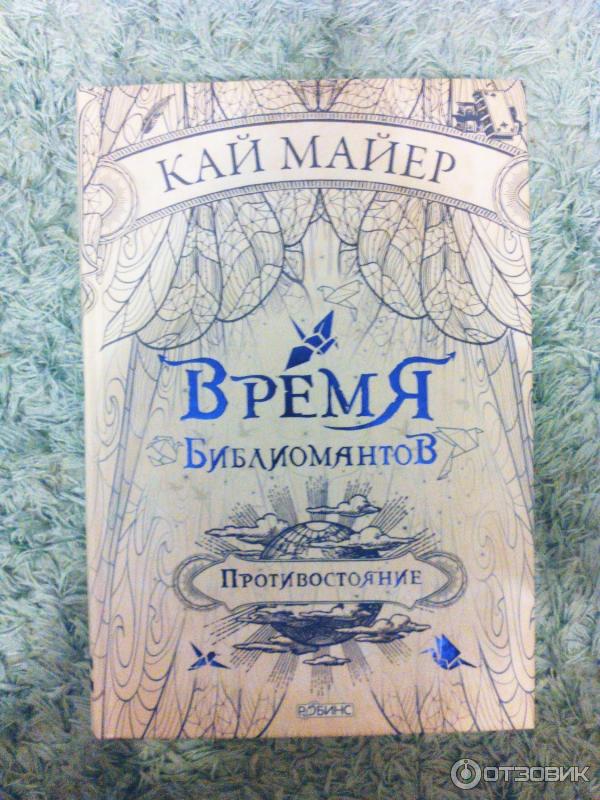 КАЙ МАЙЕР
ВРЕМЯ
БИБЛИОМАНТОВ
ПРОТИВОСТОЯНИЕ
РОБИНС
ОТЗОВИК